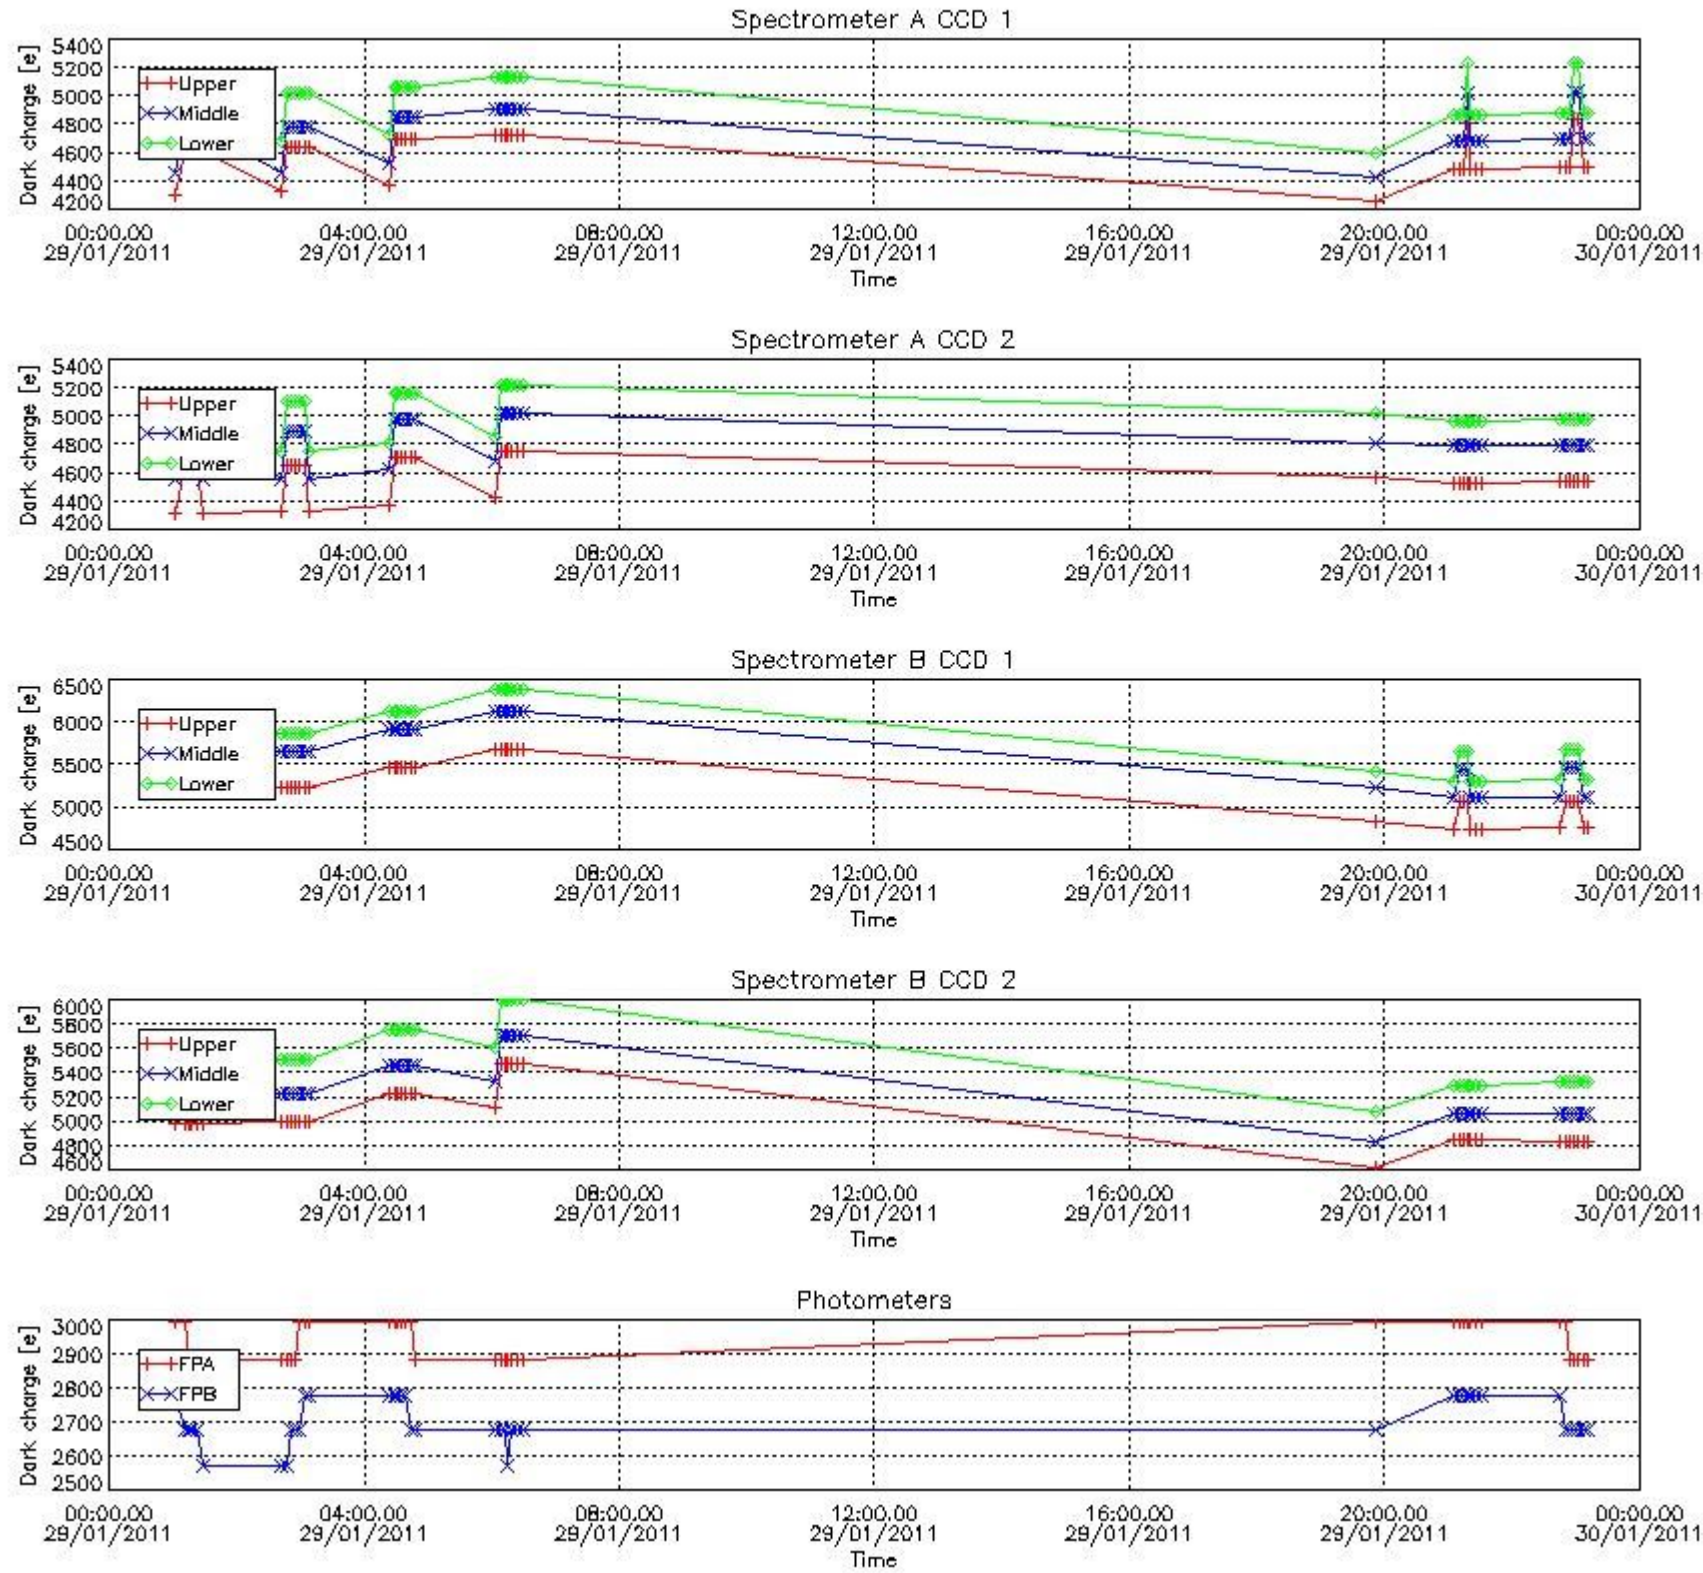 Spectrometer A CCD 1
Dark charge [e]
5400
5200
5000
4800
4600
4400
4200
Upper
Middle
Lower
00:00.00 04:00.00 08:00.00 12:00.00 16:00.00 20:00.00 00:00.00
29/01/2011 29/01/2011 29/01/2011 29/01/2011 29/01/2011 29/01/2011 30/01/2011
Time
Spectrometer A CCD 2
Dark charge [e]
5400
5200
5000
4800
4600
4400
4200
Upper
Middle
Lower
00:00.00 04:00.00 08:00.00 12:00.00 16:00.00 20:00.00 00:00.00
29/01/2011 29/01/2011 29/01/2011 29/01/2011 29/01/2011 29/01/2011 30/01/2011
Time
Spectrometer B CCD 1
Dark charge [e]
6500
6000
5500
5000
4500
Upper
Middle
Lower
00:00.00 04:00.00 08:00.00 12:00.00 16:00.00 20:00.00 00:00.00
29/01/2011 29/01/2011 29/01/2011 29/01/2011 29/01/2011 29/01/2011 30/01/2011
Time
Spectrometer B CCD 2
Dark charge [e]
6000
5800
5600
5400
5200
5000
4800
4600
Upper
Middle
Lower
00:00.00 04:00.00 08:00.00 12:00.00 16:00.00 20:00.00 00:00.00
29/01/2011 29/01/2011 29/01/2011 29/01/2011 29/01/2011 29/01/2011 30/01/2011
Time
Photometers
Dark charge [e]
3000
2900
2800
2700
2600
2500
FPA
FPB
00:00.00 04:00.00 08:00.00 12:00.00 16:00.00 20:00.00 00:00.00
29/01/2011 29/01/2011 29/01/2011 29/01/2011 29/01/2011 29/01/2011 30/01/2011
Time